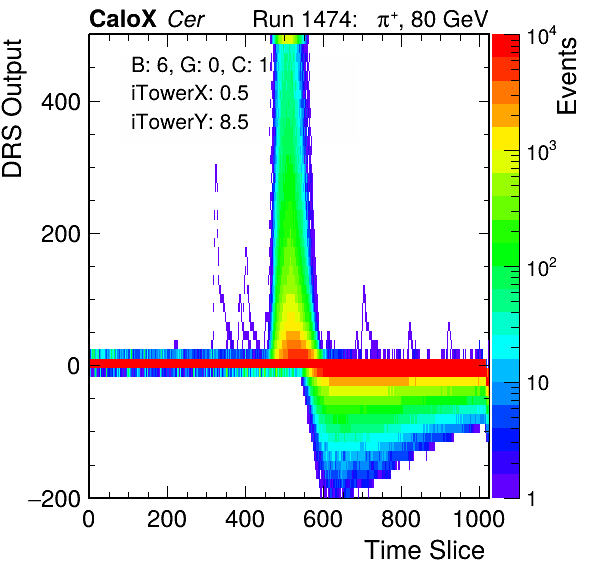 CaloX Cer Run 1474: π⁺, 80 GeV
B: 6, G: 0, C: 1
iTowerX: 0.5
iTowerY: 8.5
DRS Output
400
200
0
−200
0 200 400 600 800 1000
Time Slice
Events
10⁴
10³
10²
10
1